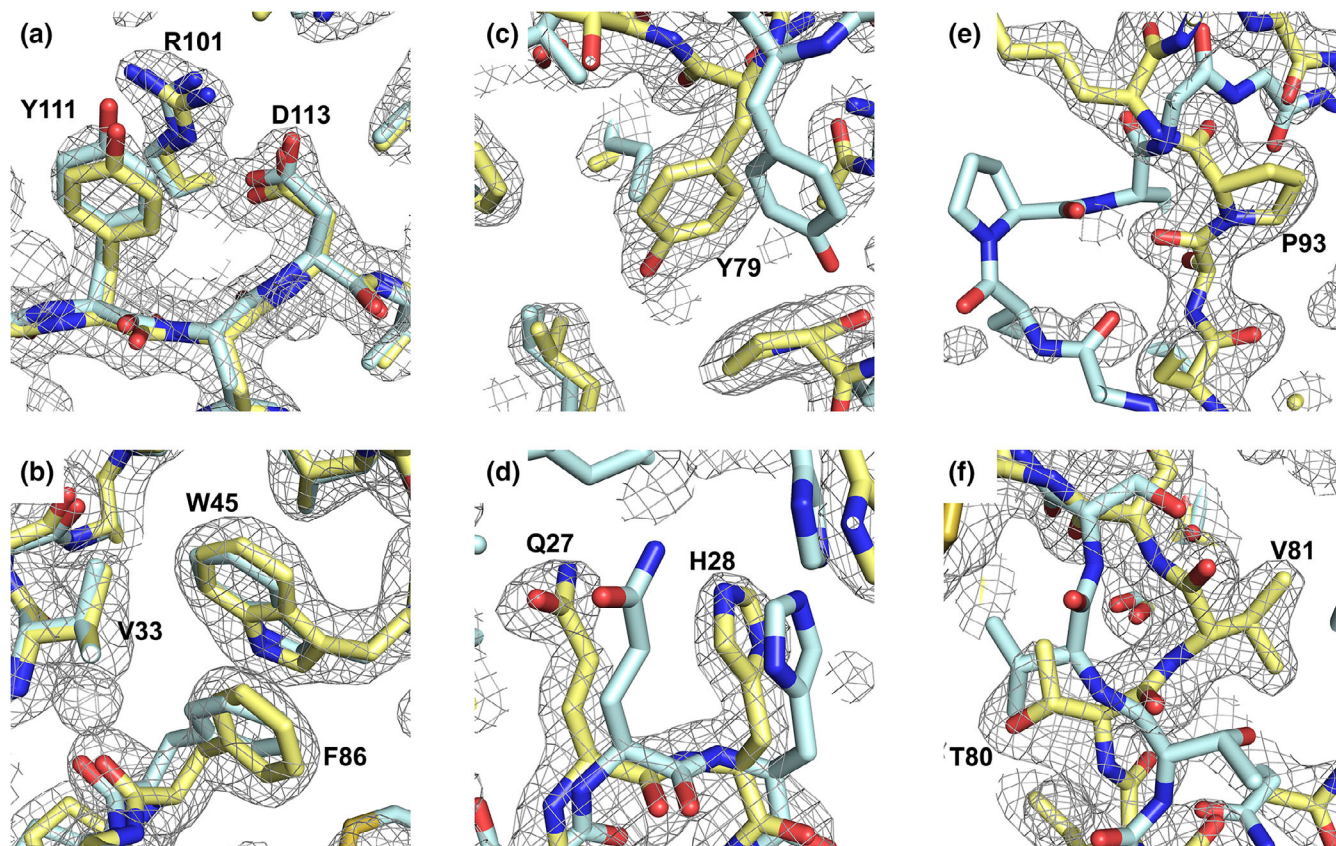 (a)
R101
Y111
D113
(c)
Y79
(e)
P93
(b)
W45
V33
F86
(d)
Q27
H28
(f)
V81
T80